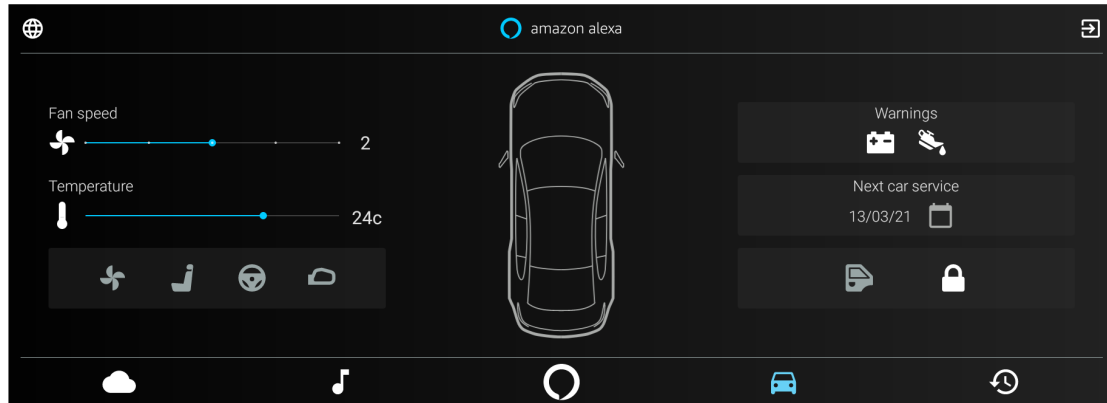 amazon alexa
Fan speed
2
Temperature
24c
Warnings
Next car service
13/03/21